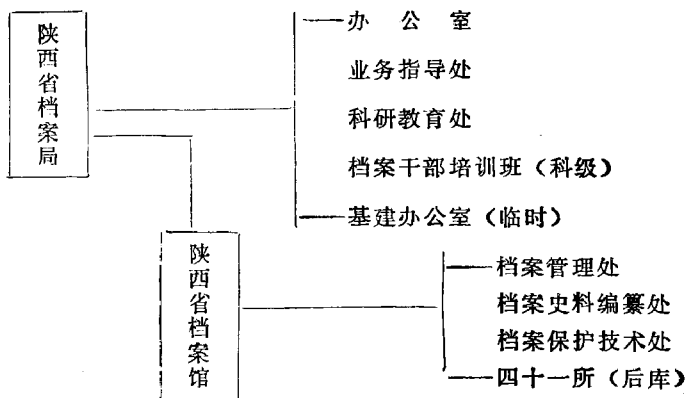 陕西省档案局
办公室
业务指导处
科研教育处
档案干部培训班（科级）
基建办公室（临时）
陕西省档案馆
档案管理处
档案史料编纂处
档案保护技术处
四十一所（后库）